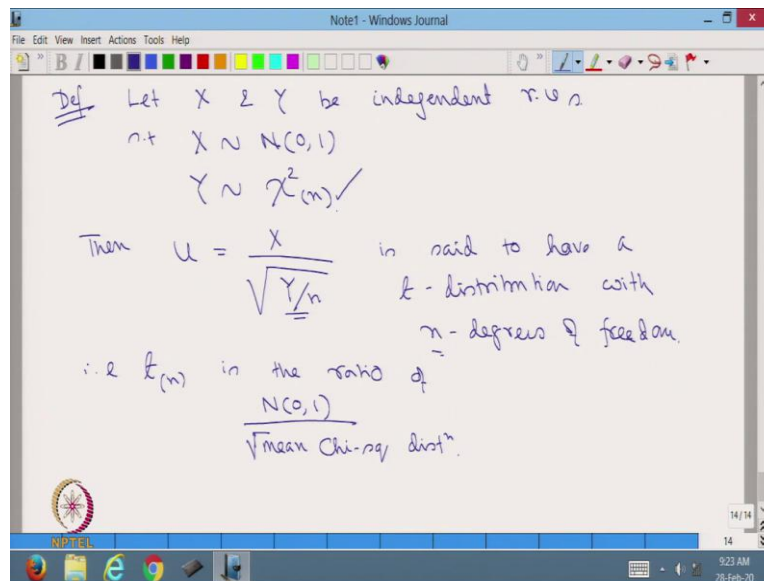 Note1 - Windows Journal
File Edit View Insert Actions Tools Help
Def Let X & Y be independent r.v.s
s.t X ~ N(0,1)
Y ~ χ²(n) ✓
Then U = X / √(Y/n) is said to have a
t - distribution with
n - degrees of freedom.
i.e t(n) is the ratio of
N(0,1)
√mean Chi-sq distⁿ.
NPTEL
14/14
14
9:23 AM
28-Feb-20